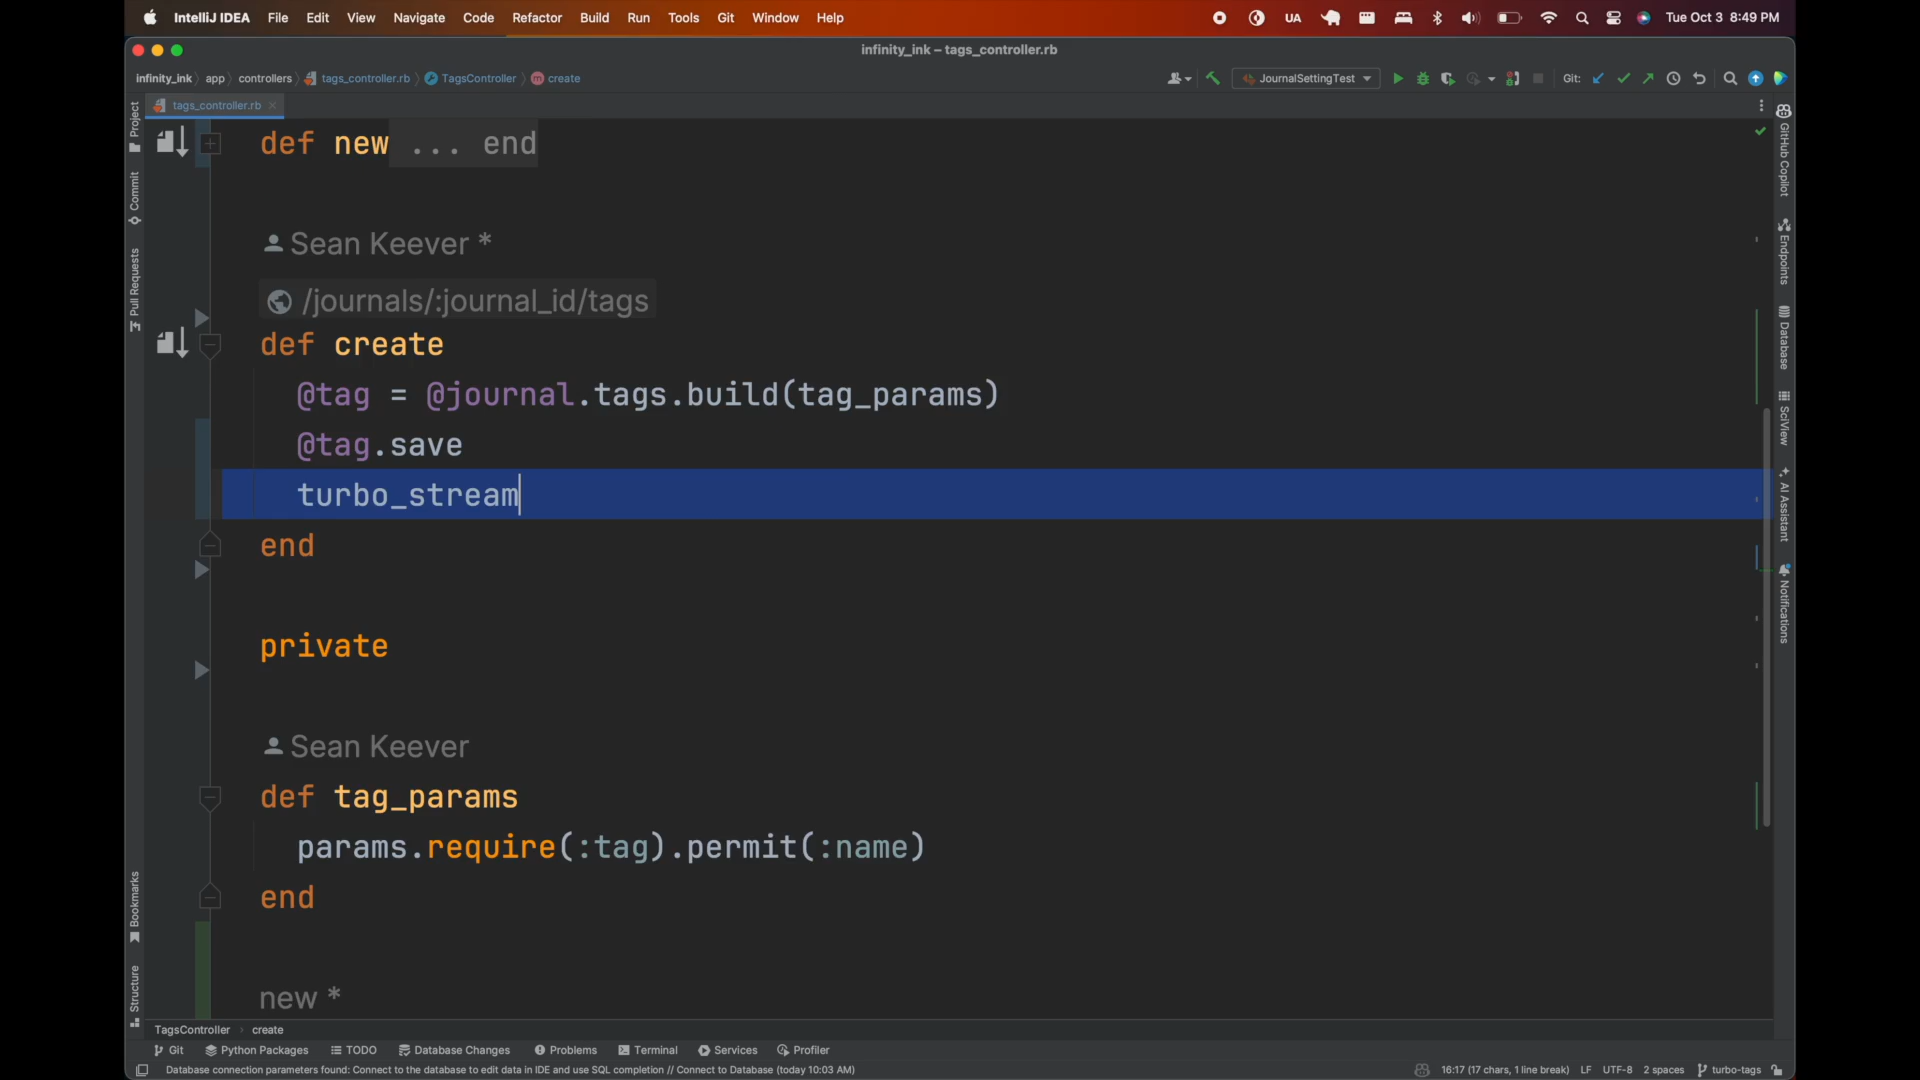 IntelliJ IDEA File Edit View Navigate Code Refactor Build Run Tools Git Window Help UA Tue Oct 3 8:49 PM
infinity_ink – tags_controller.rb
infinity_ink app controllers tags_controller.rb TagsController m create JournalSettingTest Git:
tags_controller.rb
Project
Commit
Pull Requests
Bookmarks
Structure
def new ... end
Sean Keever *
/journals/:journal_id/tags
def create
@tag = @journal.tags.build(tag_params)
@tag.save
turbo_stream
end
private
Sean Keever
def tag_params
params.require(:tag).permit(:name)
end
new *
GitHub Copilot
Endpoints
Database
SciView
AI Assistant
Notifications
TagsController create
Git Python Packages TODO Database Changes Problems Terminal Services Profiler
Database connection parameters found: Connect to the database to edit data in IDE and use SQL completion // Connect to Database (today 10:03 AM) 16:17 (17 chars, 1 line break) LF UTF-8 2 spaces turbo-tags